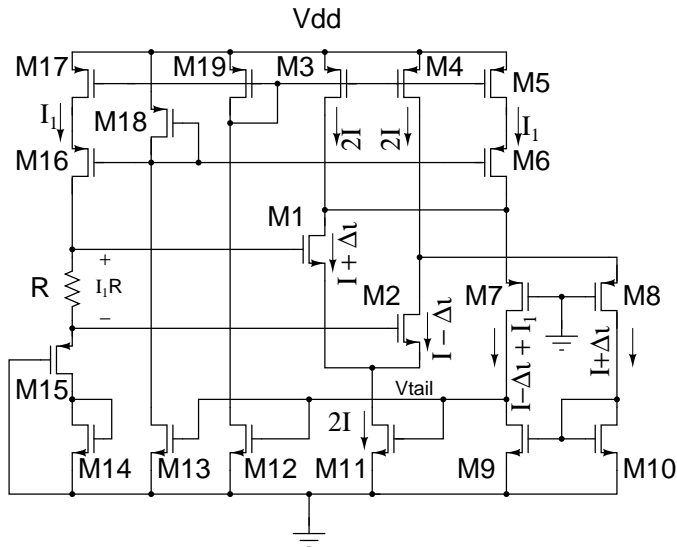 Vdd
M17
M19
M3
M4
M5
I₁
M18
2I
2I
I₁
M16
M6
M1
I + Δι
+
R
I₁R
−
M2
I − Δι
M7
M8
M15
Vtail
I−Δι + I₁
I+Δι
2I
M14
M13
M12
M11
M9
M10